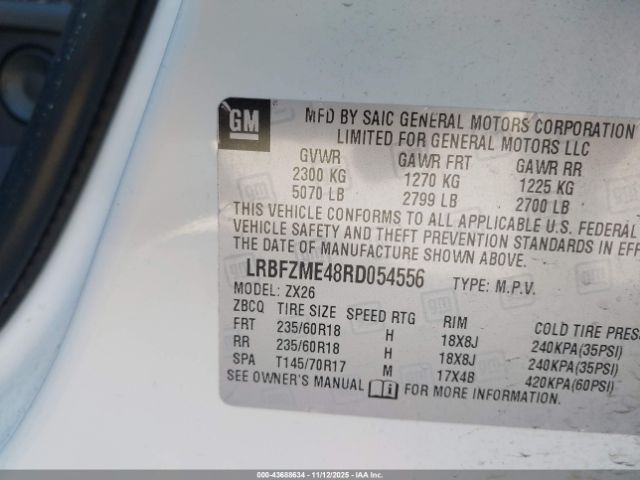 GM
MFD BY SAIC GENERAL MOTORS CORPORATION
LIMITED FOR GENERAL MOTORS LLC
GVWR GAWR FRT GAWR RR
2300 KG 1270 KG 1225 KG
5070 LB 2799 LB 2700 LB
THIS VEHICLE CONFORMS TO ALL APPLICABLE U.S. FEDERAL
VEHICLE SAFETY AND THEFT PREVENTION STANDARDS IN EF
THE DATE OF MANUFACTURE SHOWN ABOVE.
LRBFZME48RD054556 TYPE: M.P.V.
MODEL: ZX26
ZBCQ TIRE SIZE SPEED RTG RIM COLD TIRE PRES
FRT 235/60R18 H 18X8J 240KPA(35PSI)
RR 235/60R18 H 18X8J 240KPA(35PSI)
SPA T145/70R17 M 17X4B 420KPA(60PSI)
SEE OWNER'S MANUAL FOR MORE INFORMATION.
000-43688634 - 11/12/2025 - IAAI.com